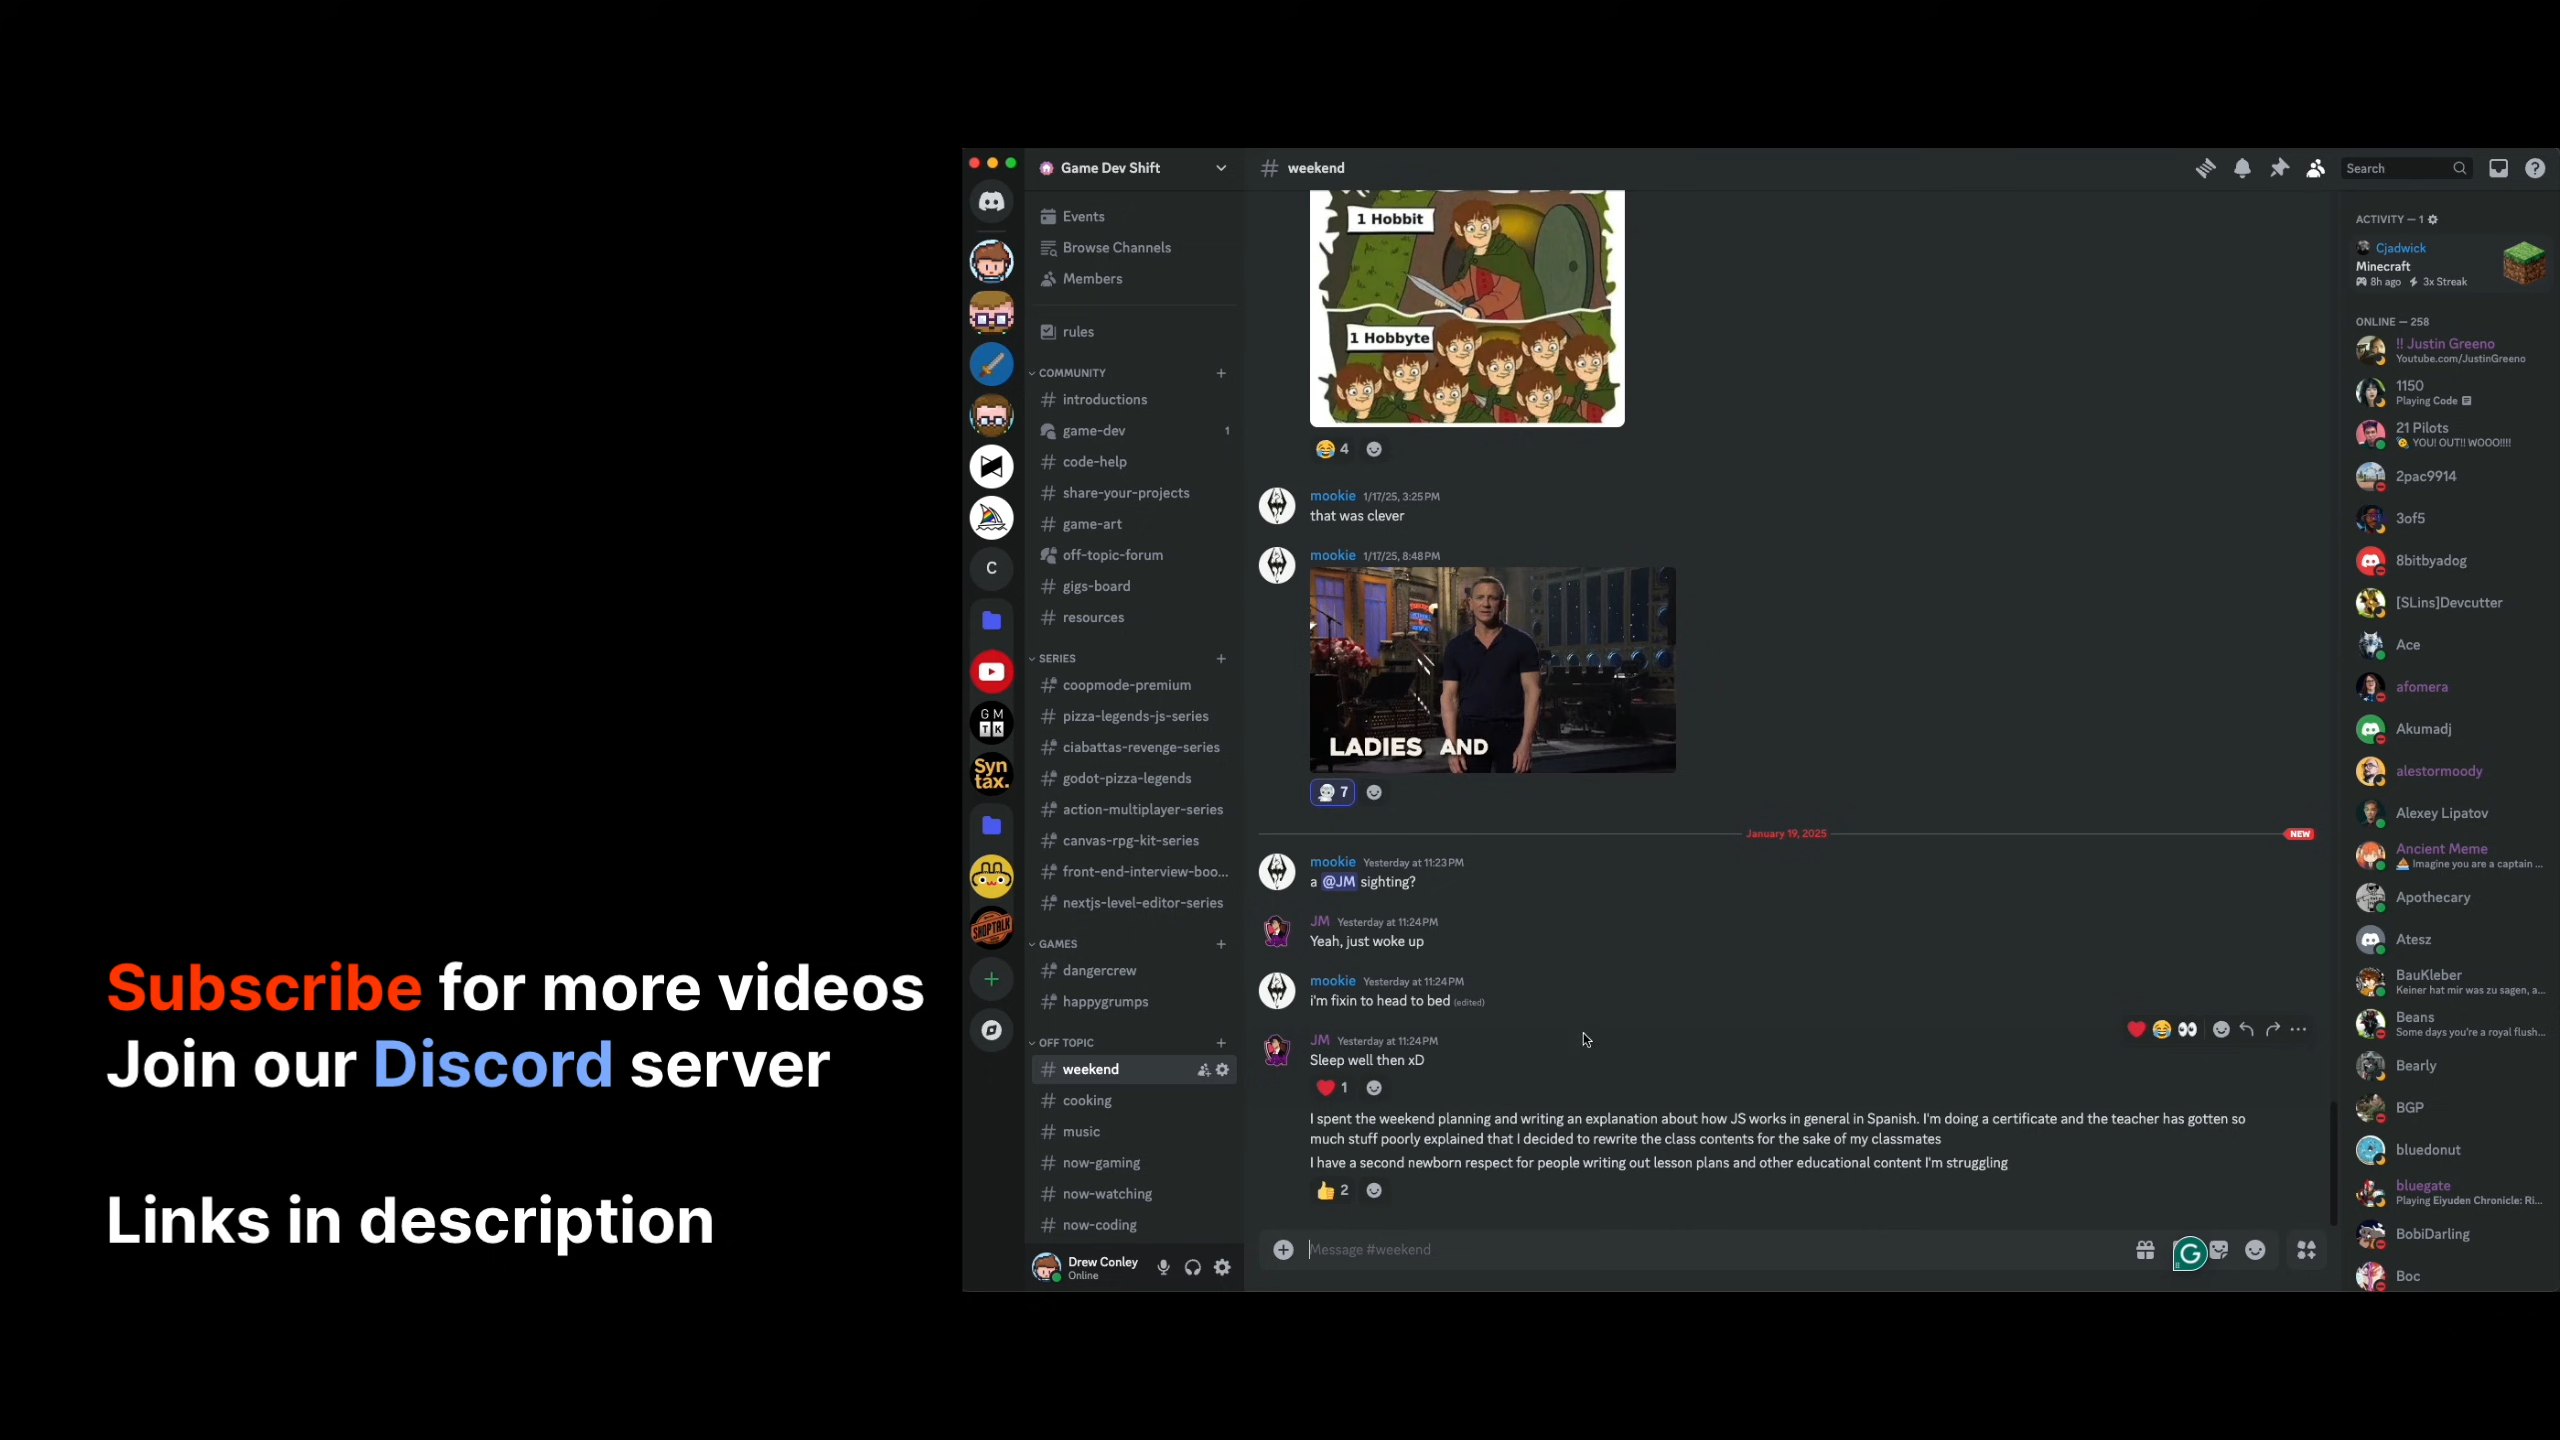 Subscribe for more videos
Join our Discord server
Links in description
Game Dev Shift
Events
Browse Channels
Members
rules
COMMUNITY
introductions
game-dev 1
code-help
share-your-projects
game-art
off-topic-forum
gigs-board
resources
SERIES
coopmode-premium
pizza-legends-js-series
ciabattas-revenge-series
godot-pizza-legends
action-multiplayer-series
canvas-rpg-kit-series
front-end-interview-boo...
nextjs-level-editor-series
GAMES
dangercrew
happygrumps
OFF TOPIC
weekend
cooking
music
now-gaming
now-watching
now-coding
Drew Conley
Online
C
GM
TK
Syn
tax.
SHOPTALK
weekend
Search
1 Hobbit
1 Hobbyte
4
mookie 1/17/25, 3:25 PM
that was clever
mookie 1/17/25, 8:48 PM
LADIES AND
7
January 19, 2025 NEW
mookie Yesterday at 11:23 PM
a @JM sighting?
JM Yesterday at 11:24 PM
Yeah, just woke up
mookie Yesterday at 11:24 PM
i'm fixin to head to bed (edited)
JM Yesterday at 11:24 PM
Sleep well then xD
1
I spent the weekend planning and writing an explanation about how JS works in general in Spanish. I'm doing a certificate and the teacher has gotten so
much stuff poorly explained that I decided to rewrite the class contents for the sake of my classmates
I have a second newborn respect for people writing out lesson plans and other educational content I'm struggling
2
Message #weekend
ACTIVITY — 1
Cjadwick
Minecraft
8h ago 3x Streak
ONLINE — 258
!! Justin Greeno
Youtube.com/JustinGreeno
1150
Playing Code
21 Pilots
YOU! OUT!! WOOO!!!!
2pac9914
3of5
8bitbyadog
[SLins]Devcutter
Ace
afomera
Akumadj
alestormoody
Alexey Lipatov
Ancient Meme
Imagine you are a captain ...
Apothecary
Atesz
BauKleber
Keiner hat mir was zu sagen, a...
Beans
Some days you're a royal flush...
Bearly
BGP
bluedonut
bluegate
Playing Eiyuden Chronicle: Ri...
BobiDarling
Boc